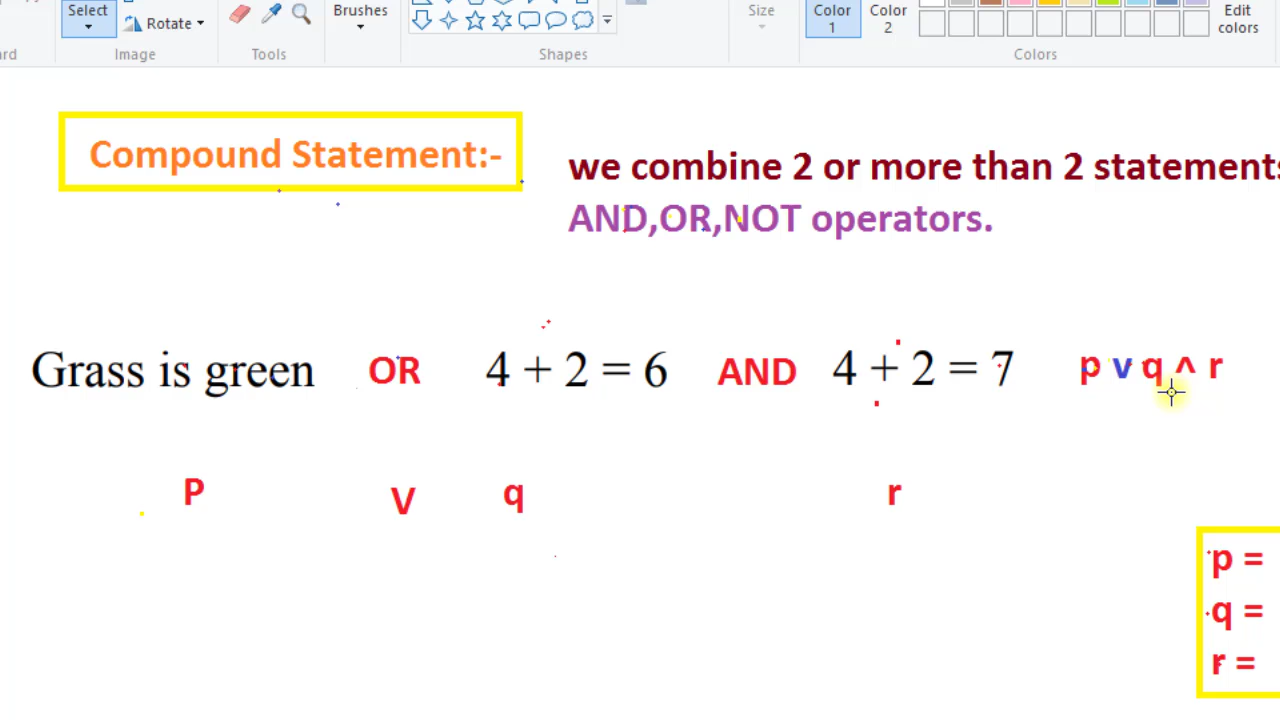 Select
Rotate
Brushes
Size
Color
1
Color
2
Edit
colors
Image
Tools
Shapes
Colors
Compound Statement:-
we combine 2 or more than 2 statements
AND,OR,NOT operators.
Grass is green OR 4 + 2 = 6 AND 4 + 2 = 7 p v q ^ r
P V q r
p =
q =
r =